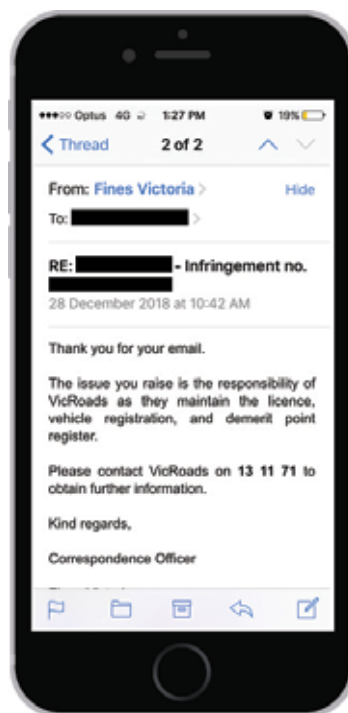 Optus 4G 1:27 PM 19%
Thread 2 of 2
From: Fines Victoria Hide
To:
RE: - Infringement no.
28 December 2018 at 10:42 AM
Thank you for your email.
The issue you raise is the responsibility of
VicRoads as they maintain the licence,
vehicle registration, and demerit point
register.
Please contact VicRoads on 13 11 71 to
obtain further information.
Kind regards,
Correspondence Officer